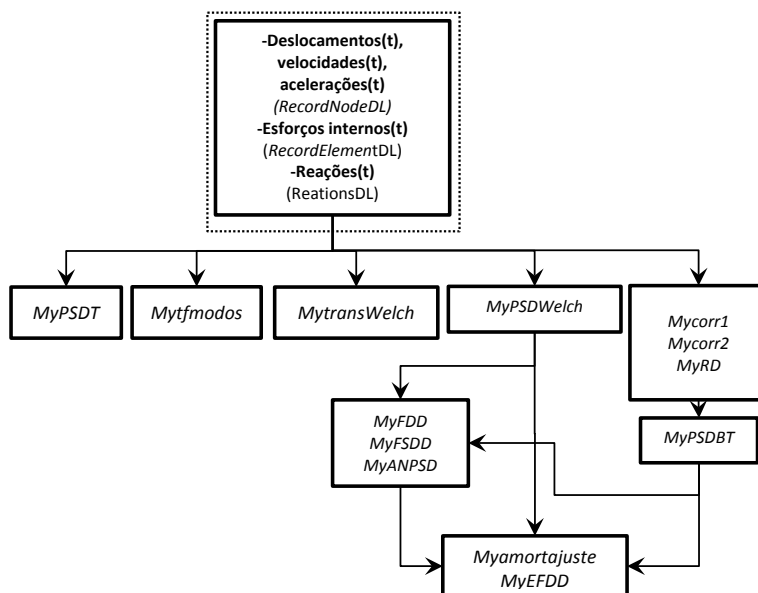 -Deslocamentos(t),
velocidades(t),
acelerações(t)
(RecordNodeDL)
-Esforços internos(t)
(RecordElementDL)
-Reações(t)
(ReationsDL)
MyPSDT
Mytfmodos
MytransWelch
MyPSDWelch
Mycorr1
Mycorr2
MyRD
MyFDD
MyFSDD
MyANPSD
MyPSDBT
Myamortajuste
MyEFDD